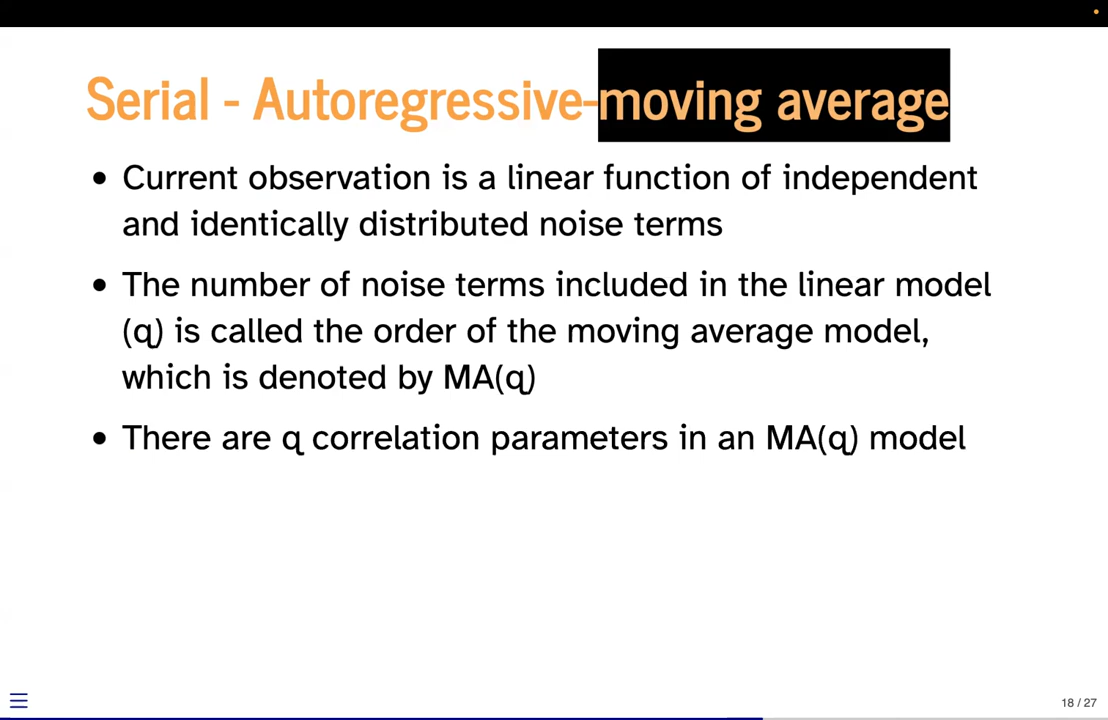 Serial - Autoregressive-moving average
• Current observation is a linear function of independent
and identically distributed noise terms
• The number of noise terms included in the linear model
(q) is called the order of the moving average model,
which is denoted by MA(q)
• There are q correlation parameters in an MA(q) model
18 / 27